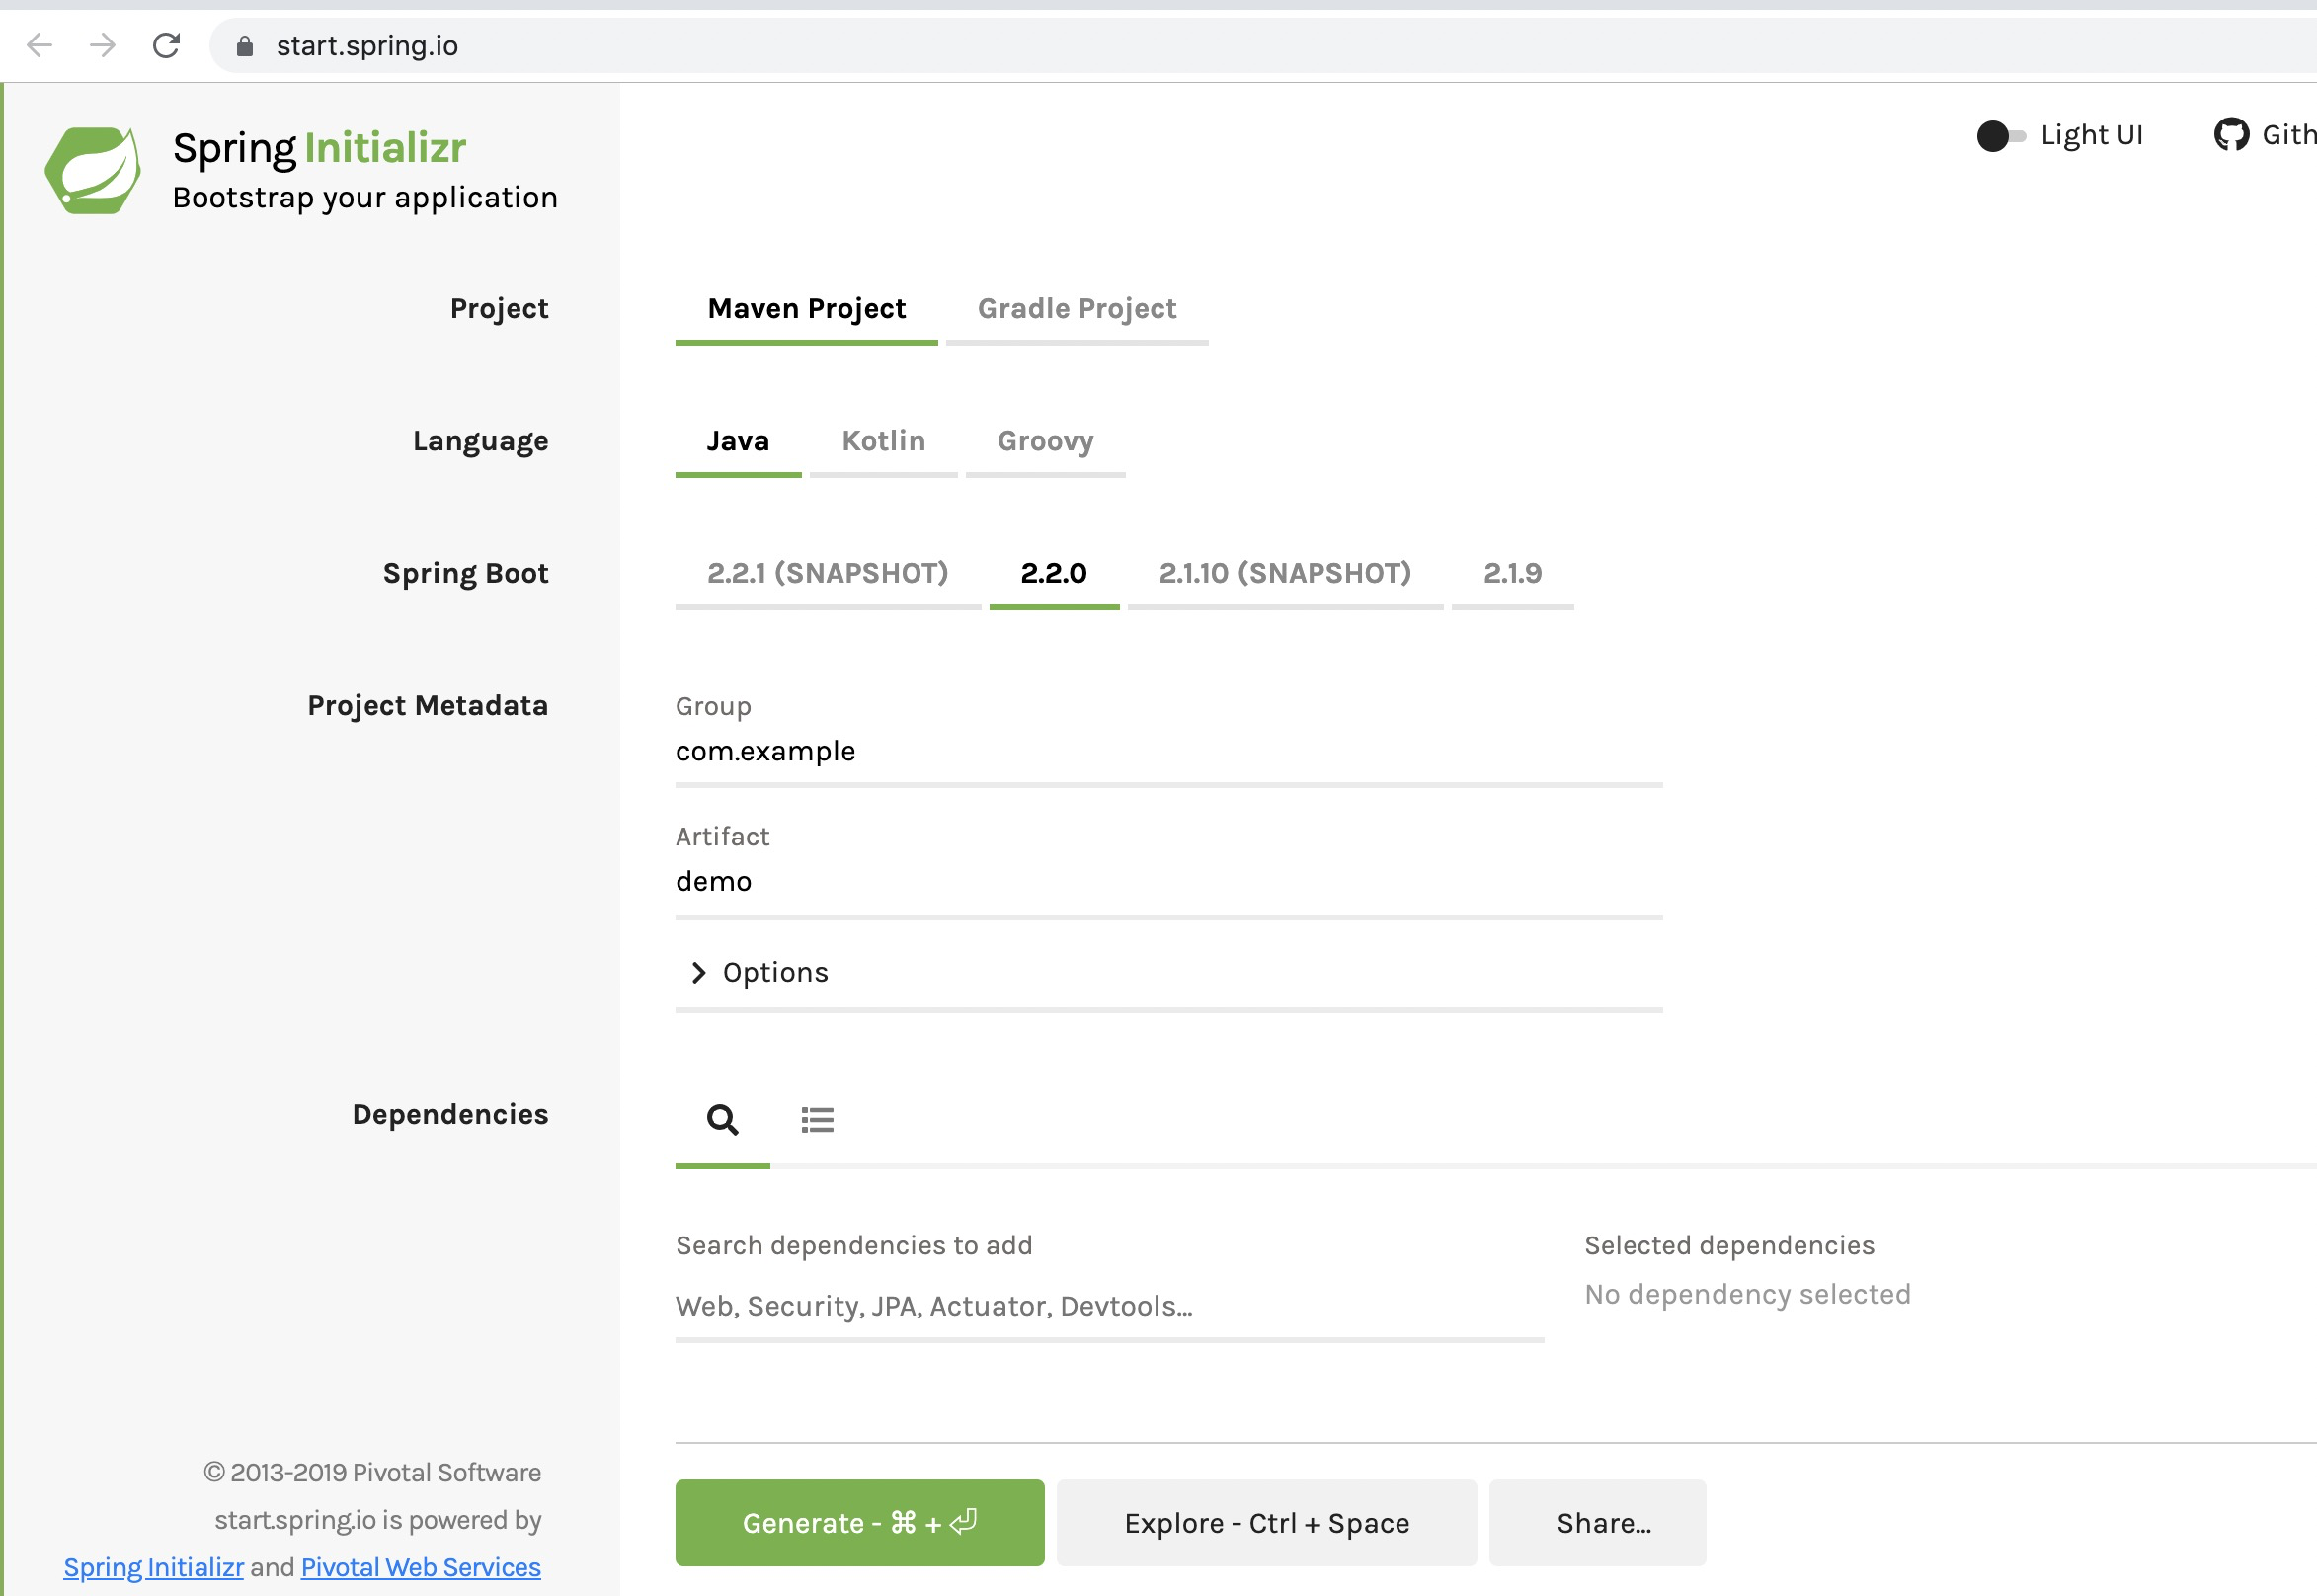 start.spring.io
Spring Initializr
Bootstrap your application
Light UI
Gith
Project
Maven Project Gradle Project
Language
Java Kotlin Groovy
Spring Boot
2.2.1 (SNAPSHOT) 2.2.0 2.1.10 (SNAPSHOT) 2.1.9
Project Metadata
Group
com.example
Artifact
demo
Options
Dependencies
Search dependencies to add
Web, Security, JPA, Actuator, Devtools...
Selected dependencies
No dependency selected
© 2013-2019 Pivotal Software
start.spring.io is powered by
Spring Initializr and Pivotal Web Services
Generate - ⌘ + ⏎
Explore - Ctrl + Space
Share...